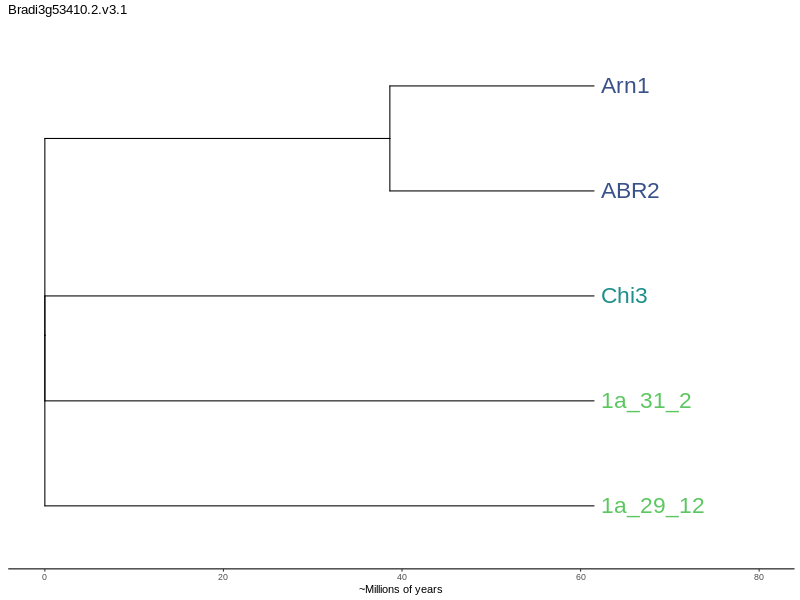 Bradi3g53410.2.v3.1
Arn1
ABR2
Chi3
1a_31_2
1a_29_12
0 20 40 60 80
~Millions of years